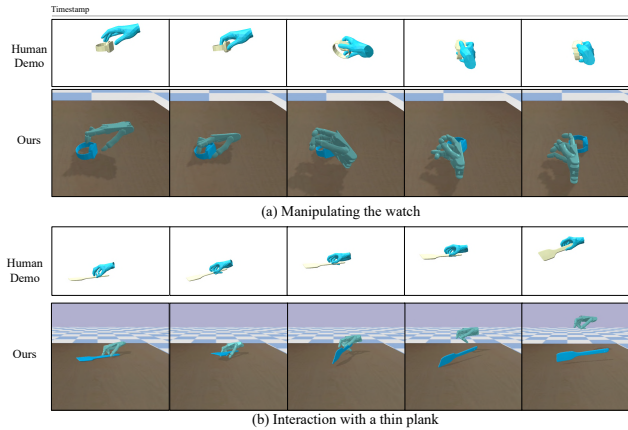 Timestamp
Human
Demo
Ours
(a) Manipulating the watch
Human
Demo
Ours
(b) Interaction with a thin plank